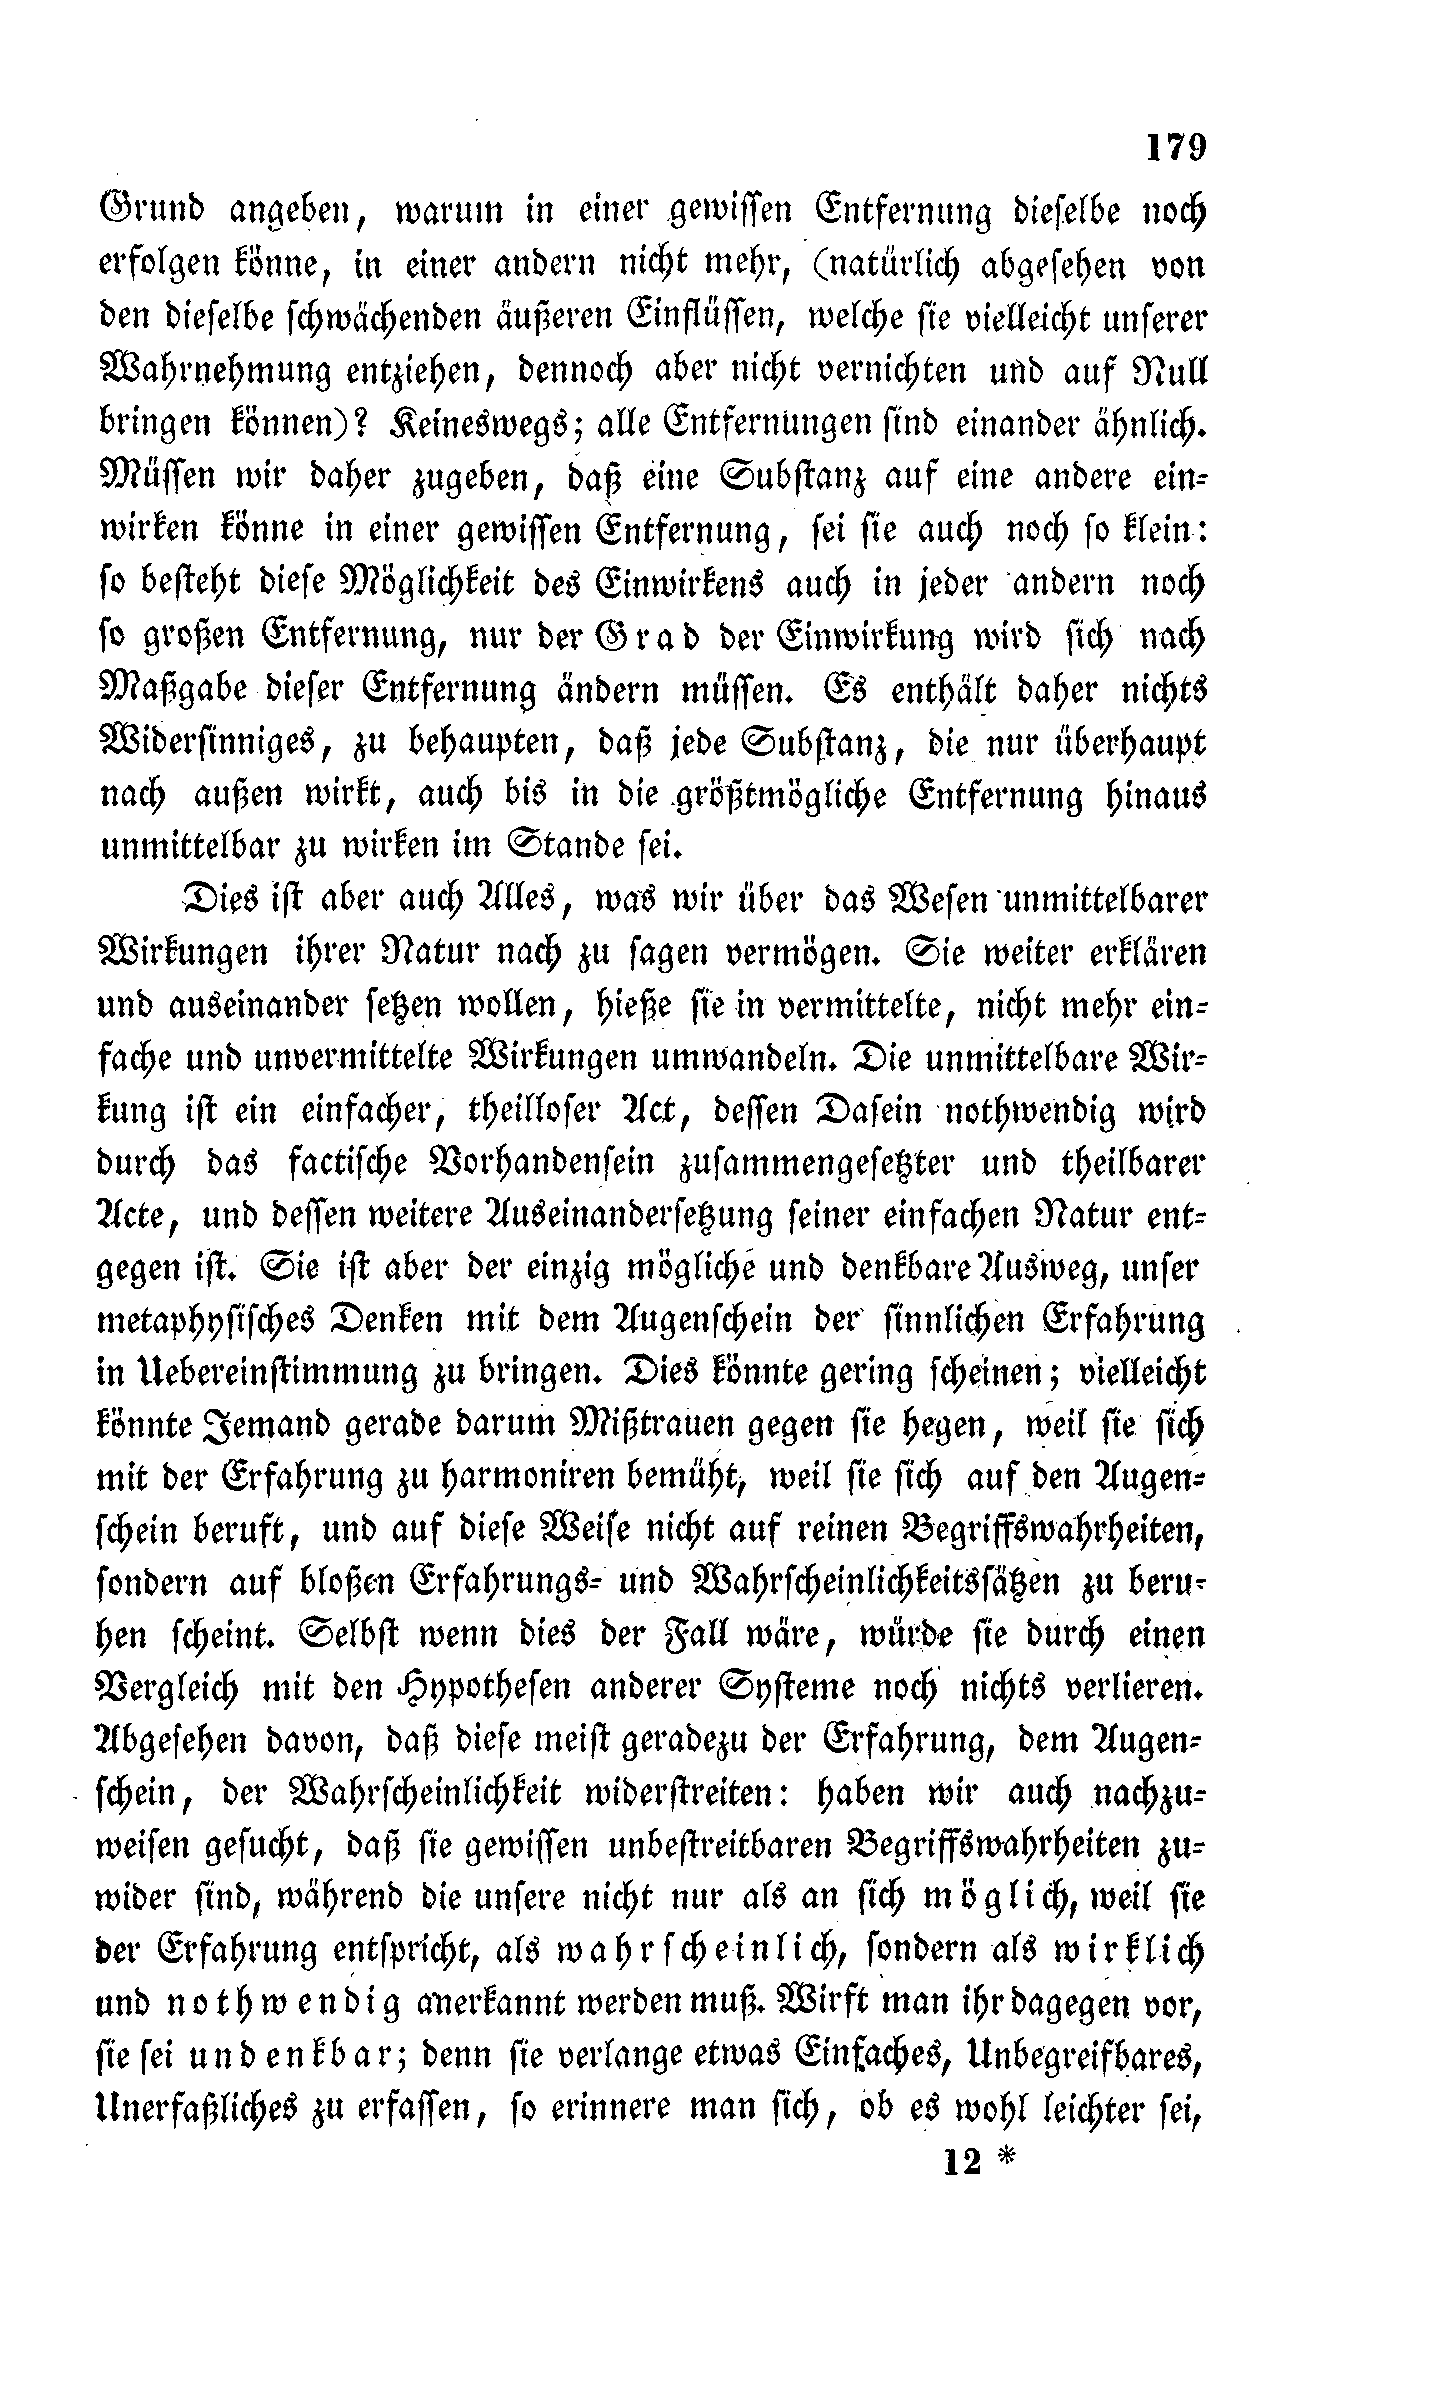 179
Grund angeben, warum in einer gewissen Entfernung dieselbe noch
erfolgen könne, in einer andern nicht mehr, (natürlich abgesehen von
den dieselbe schwächenden äußeren Einflüssen, welche sie vielleicht unserer
Wahrnehmung entziehen, dennoch aber nicht vernichten und auf Null
bringen können)? Keineswegs; alle Entfernungen sind einander ähnlich.
Müssen wir daher zugeben, daß eine Substanz auf eine andere ein-
wirken könne in einer gewissen Entfernung, sei sie auch noch so klein:
so besteht diese Möglichkeit des Einwirkens auch in jeder andern noch
so großen Entfernung, nur der Grad der Einwirkung wird sich nach
Maßgabe dieser Entfernung ändern müssen. Es enthält daher nichts
Widersinniges, zu behaupten, daß jede Substanz, die nur überhaupt
nach außen wirkt, auch bis in die größtmögliche Entfernung hinaus
unmittelbar zu wirken im Stande sei.
Dies ist aber auch Alles, was wir über das Wesen unmittelbarer
Wirkungen ihrer Natur nach zu sagen vermögen. Sie weiter erklären
und auseinander setzen wollen, hieße sie in vermittelte, nicht mehr ein-
fache und unvermittelte Wirkungen umwandeln. Die unmittelbare Wir-
kung ist ein einfacher, theilloser Act, dessen Dasein nothwendig wird
durch das factische Vorhandensein zusammengesetzter und theilbarer
Acte, und dessen weitere Auseinandersetzung seiner einfachen Natur ent-
gegen ist. Sie ist aber der einzig mögliche und denkbare Ausweg, unser
metaphysisches Denken mit dem Augenschein der sinnlichen Erfahrung
in Uebereinstimmung zu bringen. Dies könnte gering scheinen; vielleicht
könnte Jemand gerade darum Mißtrauen gegen sie hegen, weil sie sich
mit der Erfahrung zu harmoniren bemüht, weil sie sich auf den Augen-
schein beruft, und auf diese Weise nicht auf reinen Begriffswahrheiten,
sondern auf bloßen Erfahrungs- und Wahrscheinlichkeitssätzen zu beru-
hen scheint. Selbst wenn dies der Fall wäre, würde sie durch einen
Vergleich mit den Hypothesen anderer Systeme noch nichts verlieren.
Abgesehen davon, daß diese meist geradezu der Erfahrung, dem Augen-
schein, der Wahrscheinlichkeit widerstreiten: haben wir auch nachzu-
weisen gesucht, daß sie gewissen unbestreitbaren Begriffswahrheiten zu-
wider sind, während die unsere nicht nur als an sich möglich, weil sie
der Erfahrung entspricht, als wahrscheinlich, sondern als wirklich
und nothwendig anerkannt werden muß. Wirft man ihr dagegen vor,
sie sei undenkbar; denn sie verlange etwas Einfaches, Unbegreifbares,
Unerfaßliches zu erfassen, so erinnere man sich, ob es wohl leichter sei,
12 *